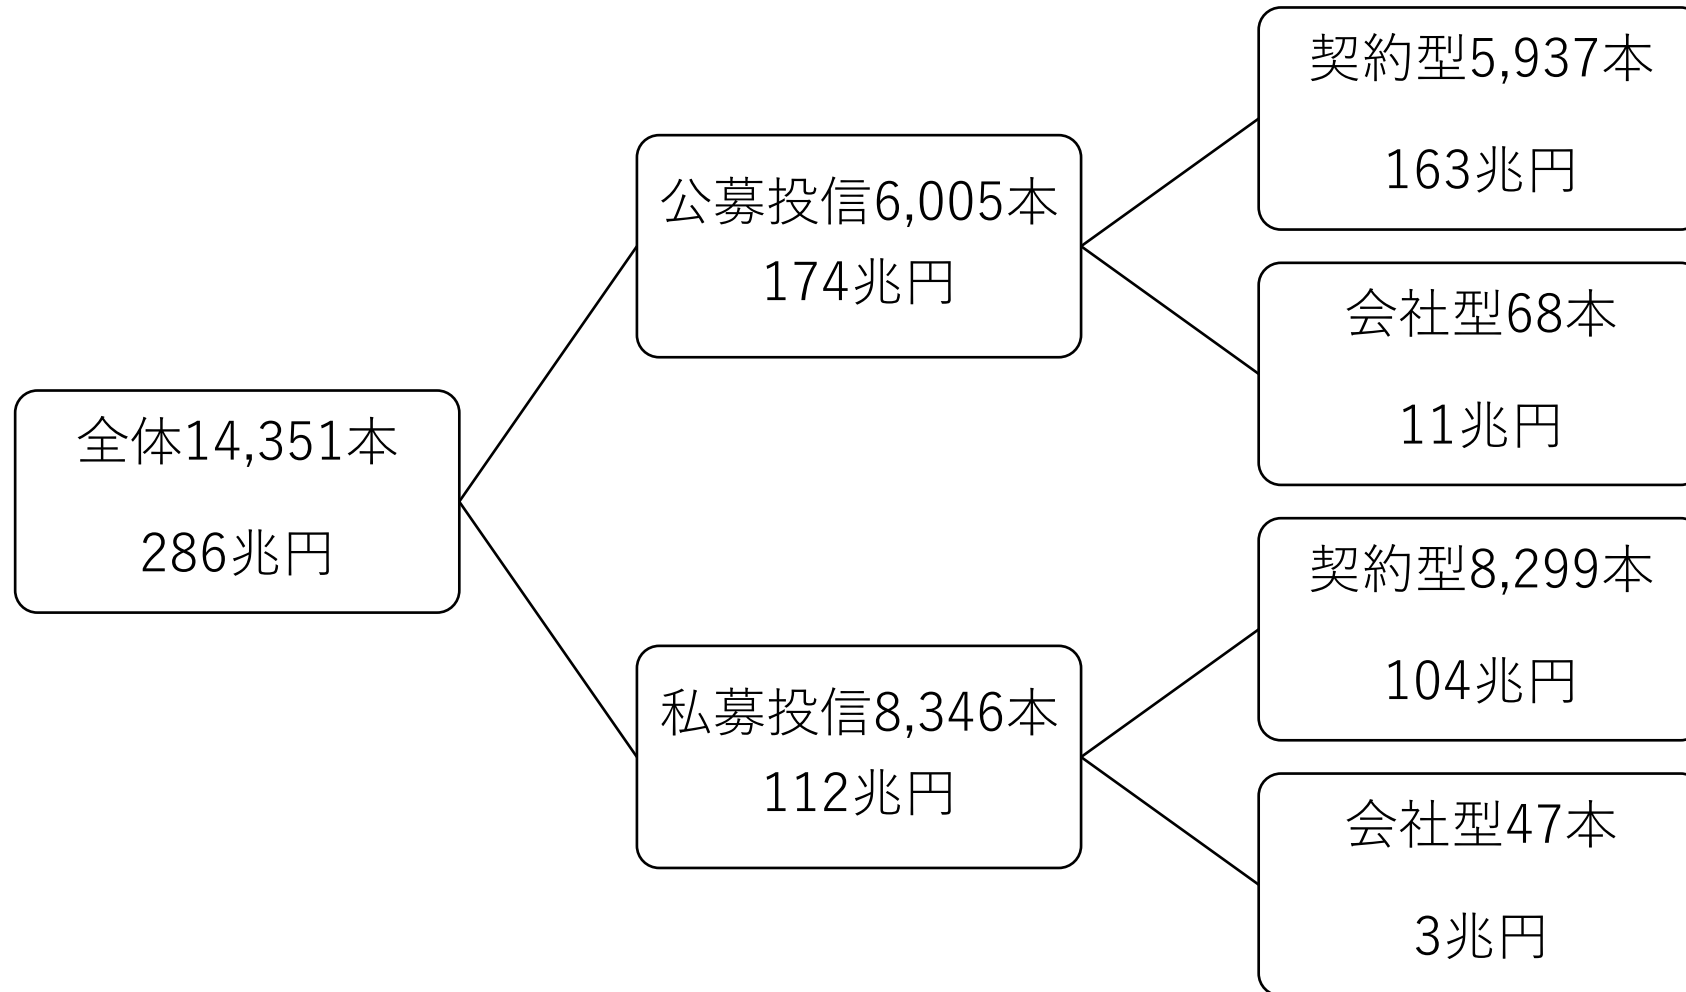 全体14,351本
286兆円
公募投信6,005本
174兆円
契約型5,937本
163兆円
会社型68本
11兆円
私募投信8,346本
112兆円
契約型8,299本
104兆円
会社型47本
3兆円